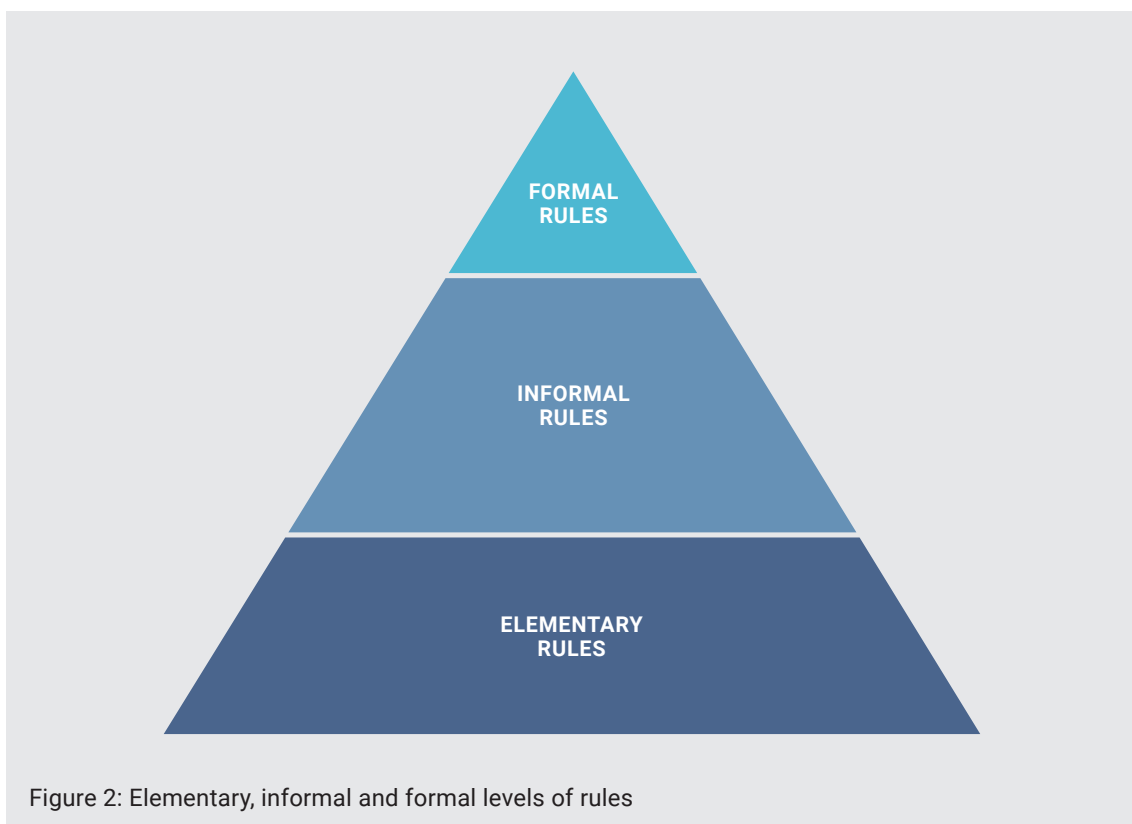 FORMAL
RULES
INFORMAL
RULES
ELEMENTARY
RULES
Figure 2: Elementary, informal and formal levels of rules